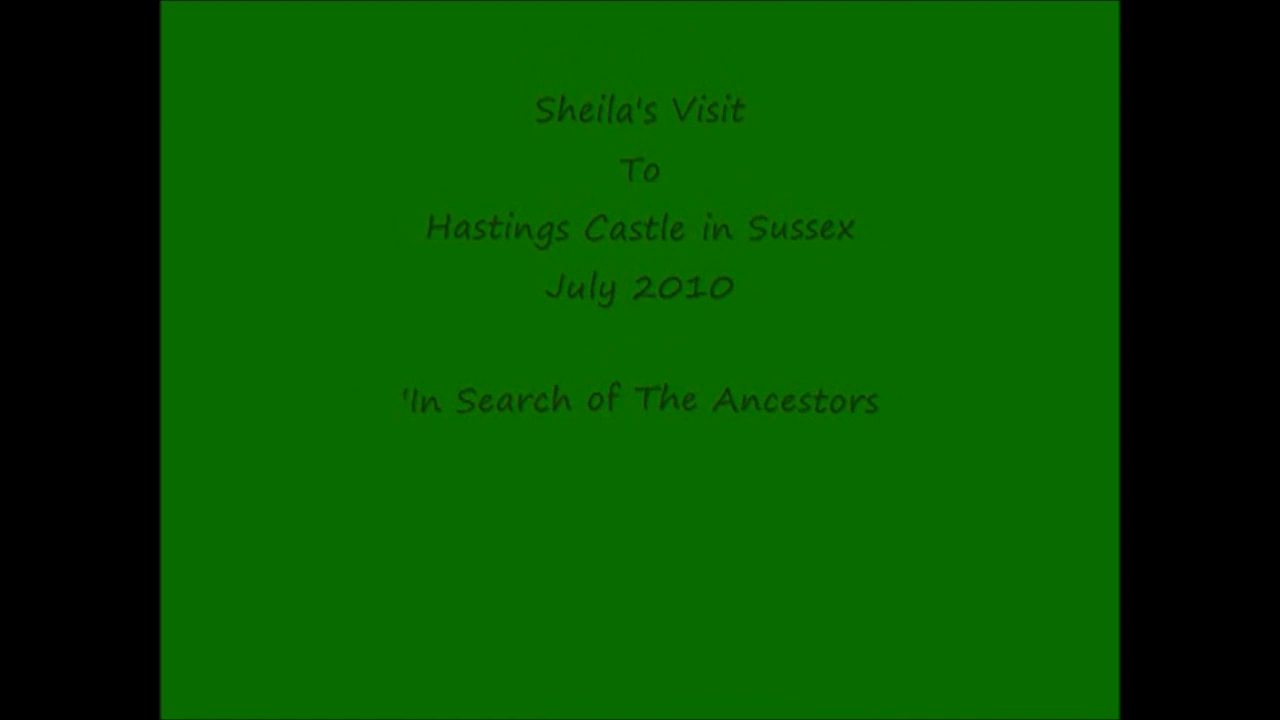 Sheila's Visit
To
Hastings Castle in Sussex
July 2010
'In Search of The Ancestors